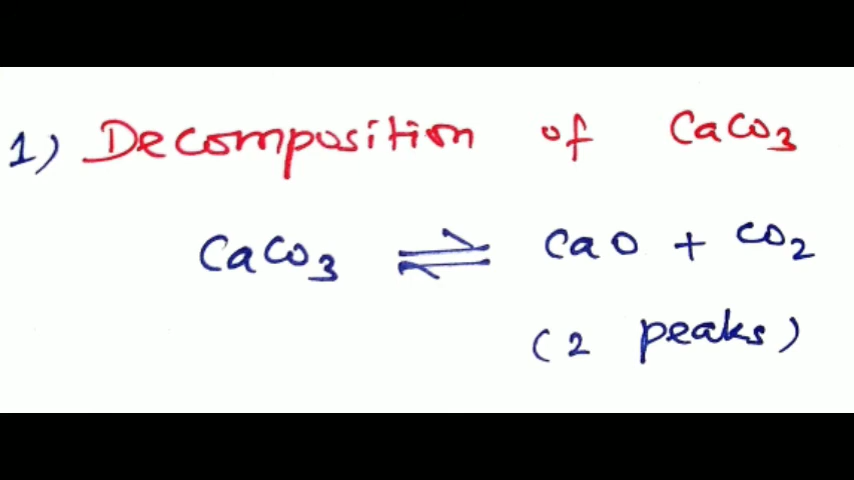 1) Decomposition of CaCO3
CaCO3 ⇌ CaO + CO2
(2 peaks)